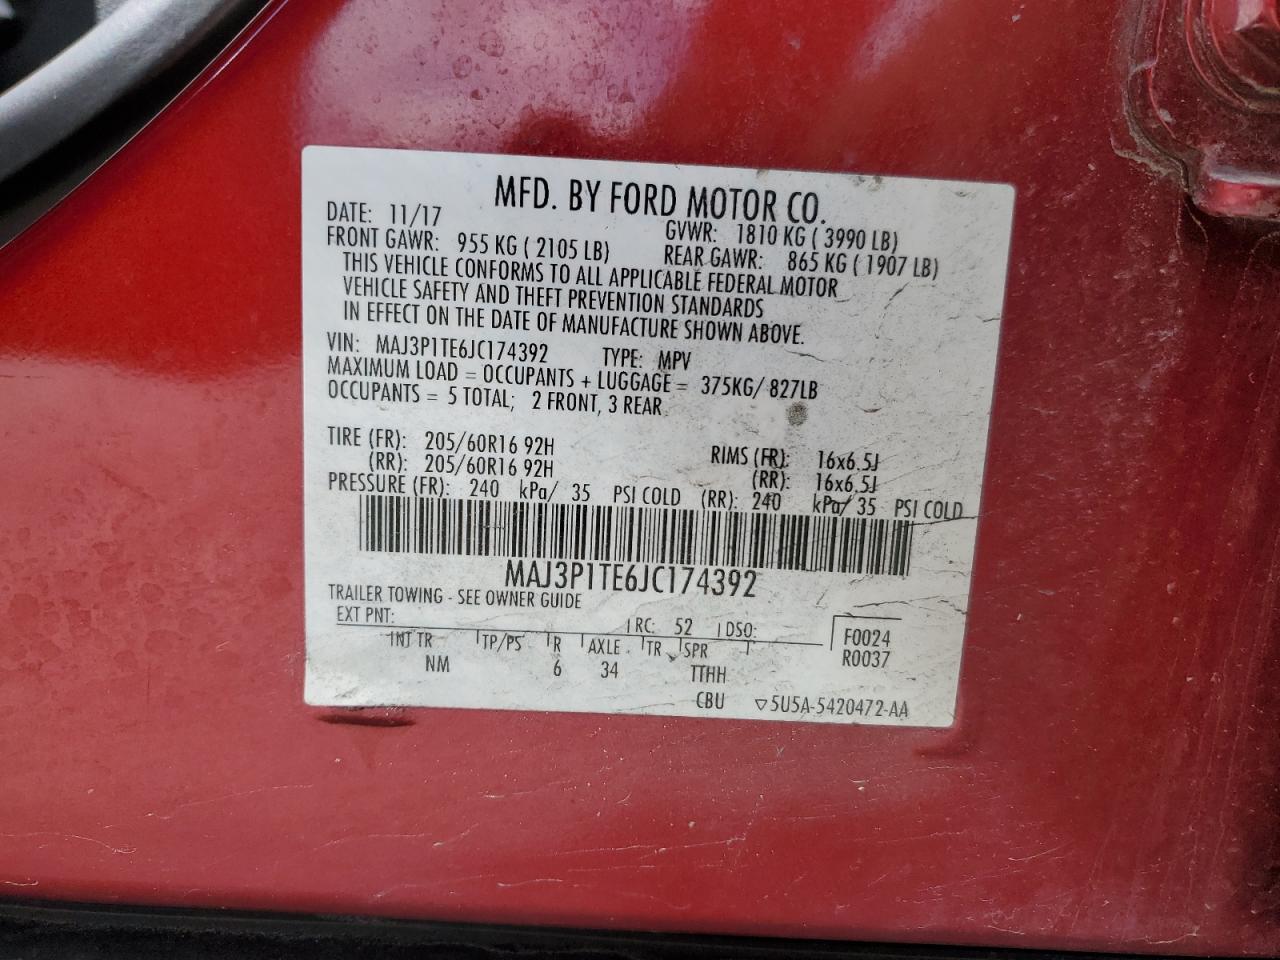 MFD. BY FORD MOTOR CO.
DATE: 11/17 GVWR: 1810 KG ( 3990 LB)
FRONT GAWR: 955 KG ( 2105 LB) REAR GAWR: 865 KG ( 1907 LB)
THIS VEHICLE CONFORMS TO ALL APPLICABLE FEDERAL MOTOR
VEHICLE SAFETY AND THEFT PREVENTION STANDARDS
IN EFFECT ON THE DATE OF MANUFACTURE SHOWN ABOVE.
VIN: MAJ3P1TE6JC174392 TYPE: MPV
MAXIMUM LOAD = OCCUPANTS + LUGGAGE = 375KG/ 827LB
OCCUPANTS = 5 TOTAL; 2 FRONT, 3 REAR
TIRE (FR): 205/60R16 92H RIMS (FR): 16x6.5J
(RR): 205/60R16 92H (RR): 16x6.5J
PRESSURE (FR): 240 kPa/ 35 PSI COLD (RR): 240 kPa/ 35 PSI COLD
MAJ3P1TE6JC174392
TRAILER TOWING - SEE OWNER GUIDE
EXT PNT: RC: 52 DSO: F0024
INT TR TP/PS R AXLE TR SPR R0037
NM 6 34 TTHH
CBU ▽5U5A-5420472-AA